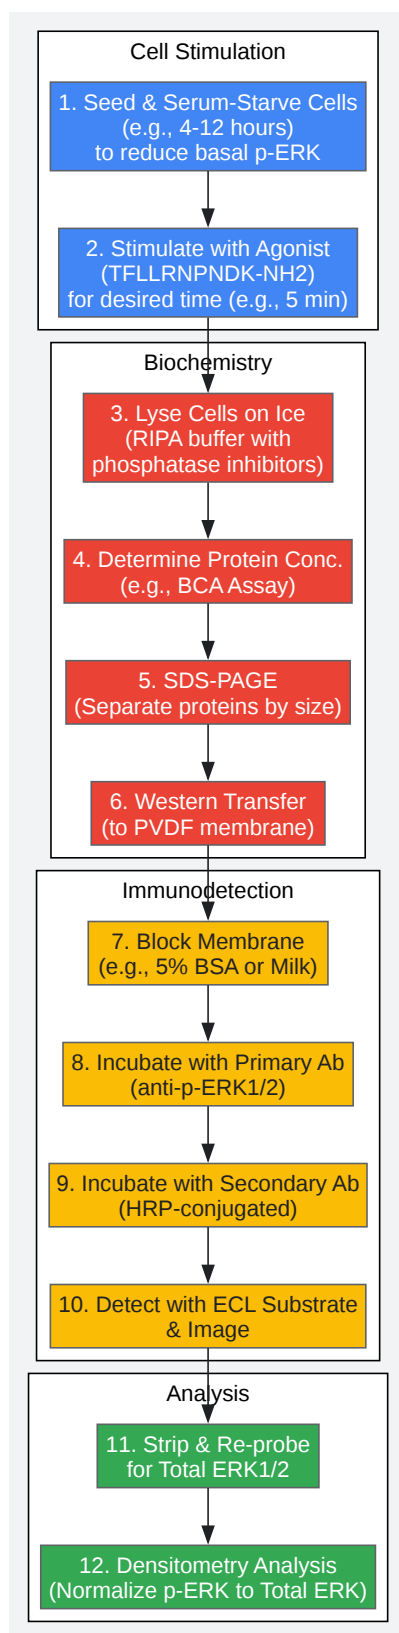 Cell Stimulation
1. Seed & Serum-Starve Cells
(e.g., 4-12 hours)
to reduce basal p-ERK
2. Stimulate with Agonist
(TFLLRNPNDK-NH2)
for desired time (e.g., 5 min)
Biochemistry
3. Lyse Cells on Ice
(RIPA buffer with
phosphatase inhibitors)
4. Determine Protein Conc.
(e.g., BCA Assay)
5. SDS-PAGE
(Separate proteins by size)
6. Western Transfer
(to PVDF membrane)
Immunodetection
7. Block Membrane
(e.g., 5% BSA or Milk)
8. Incubate with Primary Ab
(anti-p-ERK1/2)
9. Incubate with Secondary Ab
(HRP-conjugated)
10. Detect with ECL Substrate
& Image
Analysis
11. Strip & Re-probe
for Total ERK1/2
12. Densitometry Analysis
(Normalize p-ERK to Total ERK)